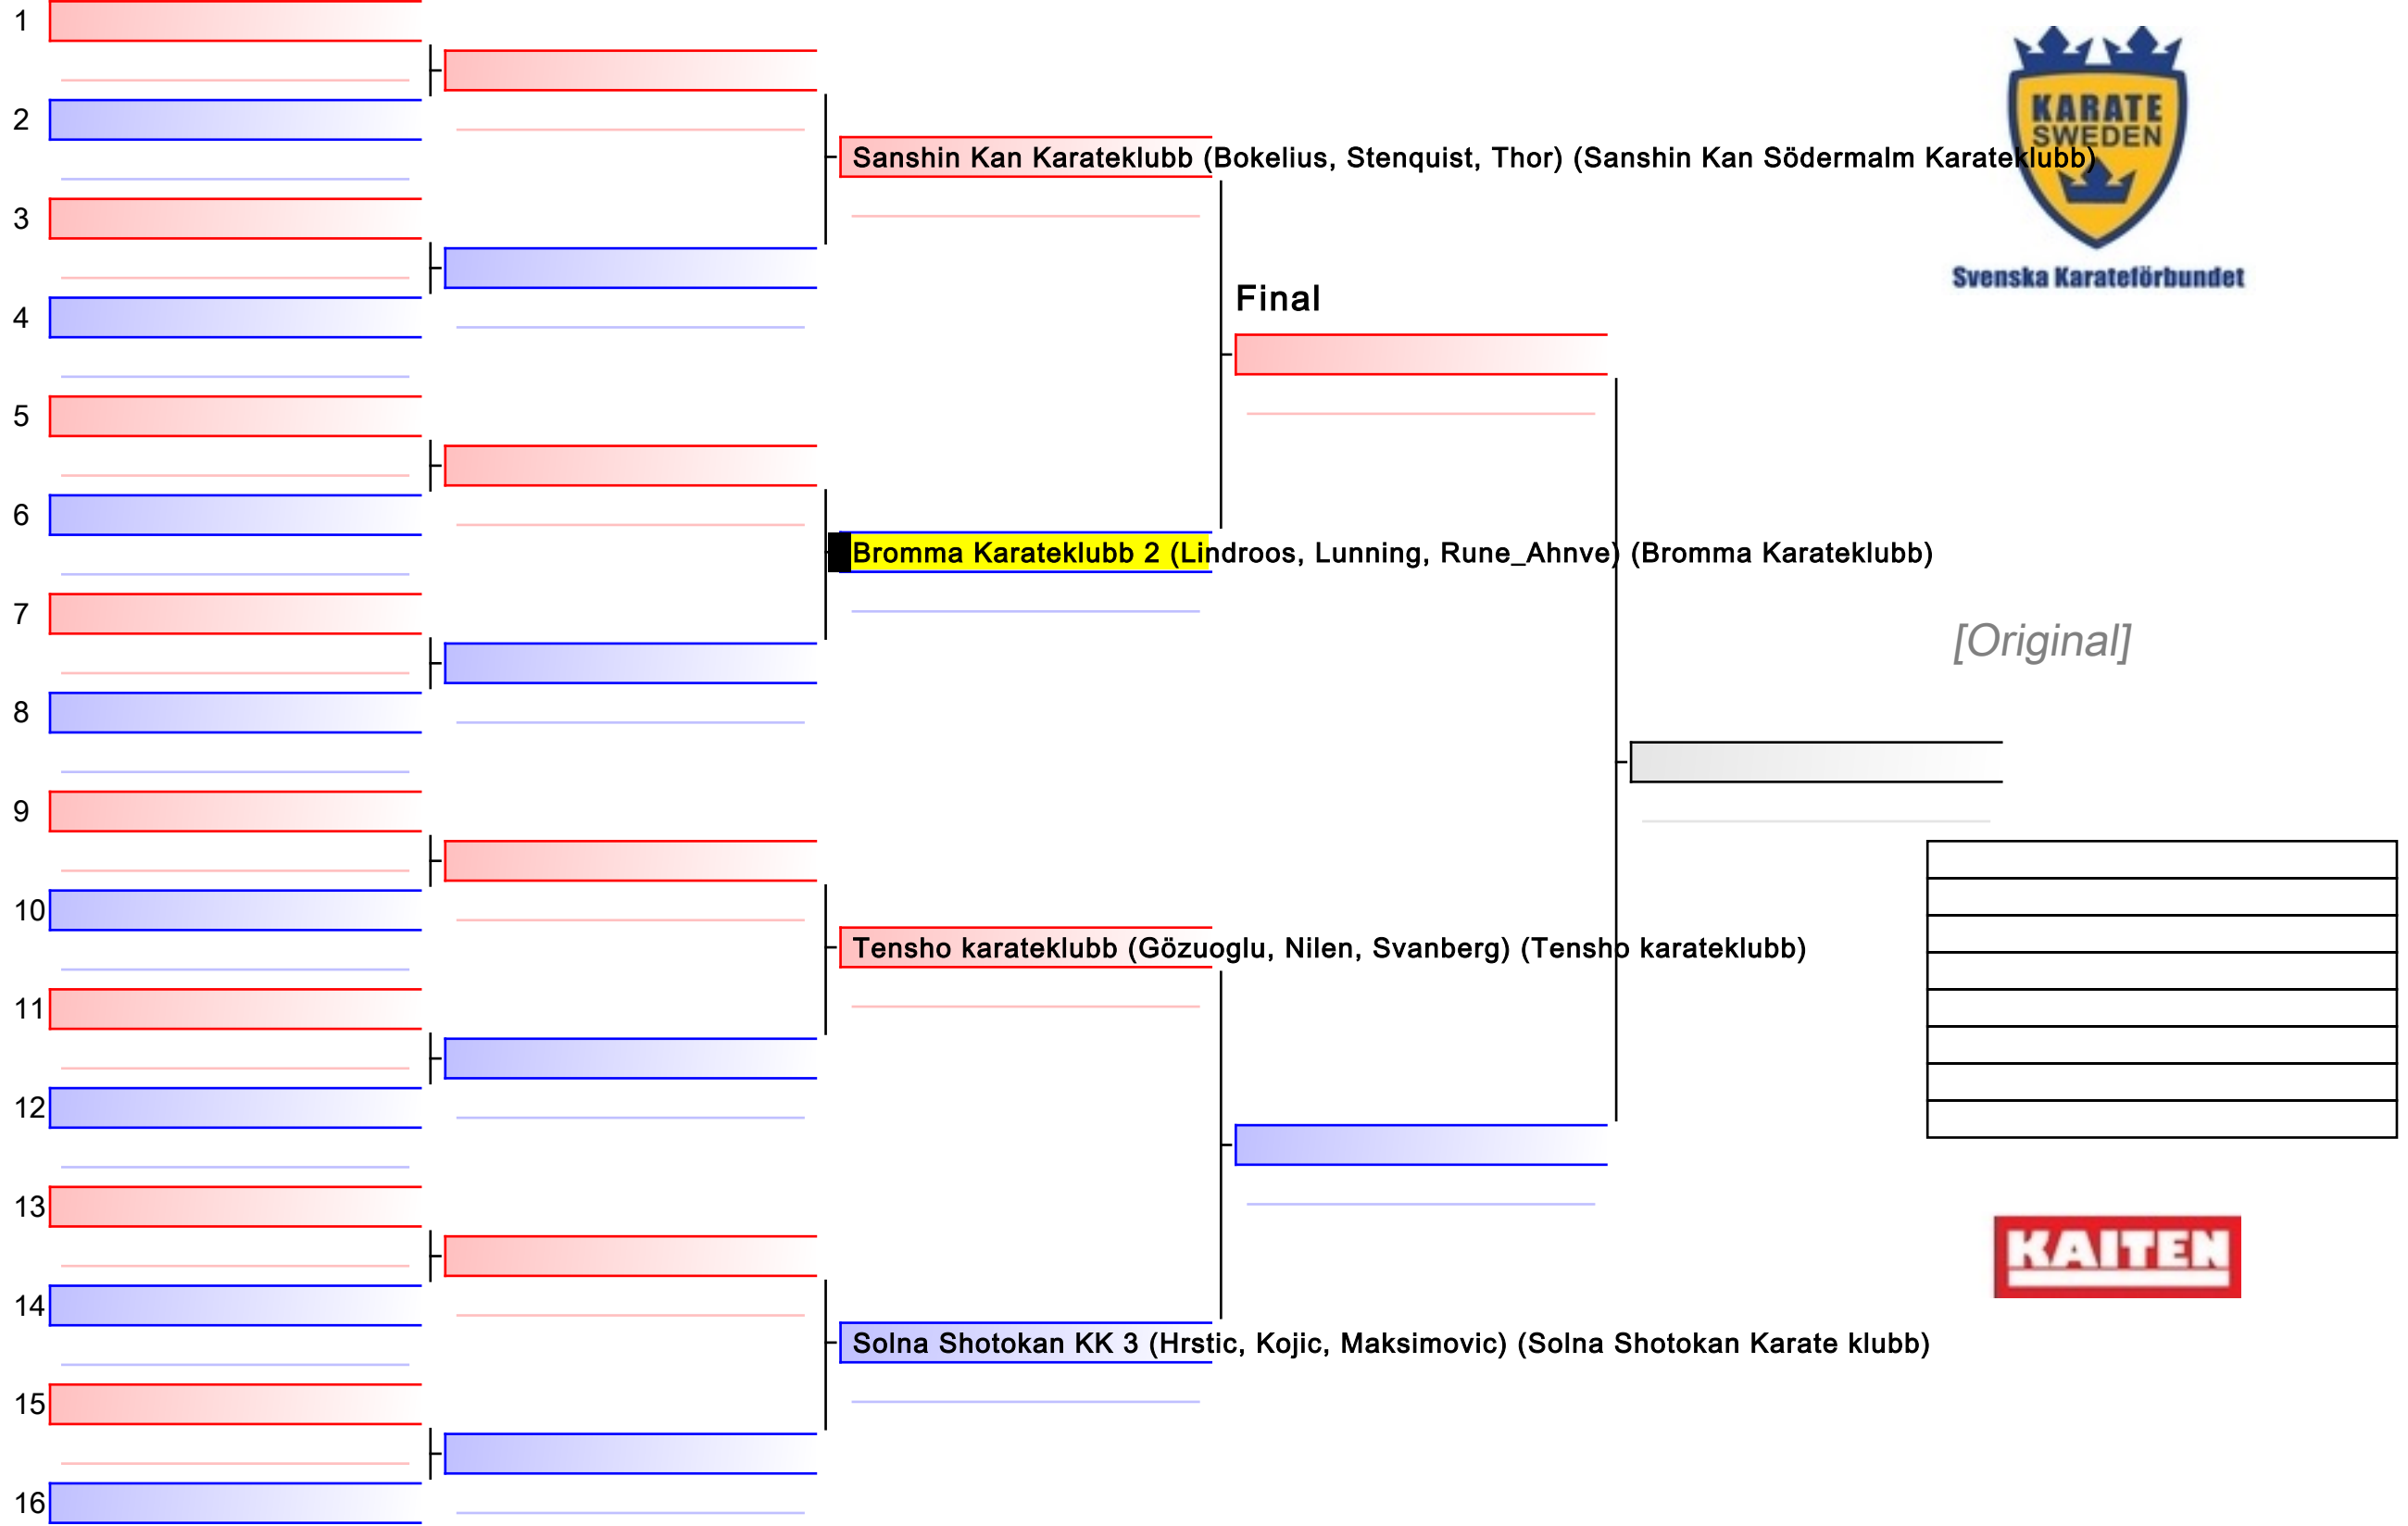 1
2
KARATE
SWEDEN
Sanshin Kan Karateklubb (Bokelius, Stenquist, Thor) (Sanshin Kan Södermalm Karateklubb)
3
Svenska Karateförbundet
Final
4
5
6
Bromma Karateklubb 2 (Lindroos, Lunning, Rune_Ahnve) (Bromma Karateklubb)
7
[Original]
8
9
10
Tensho karateklubb (Gözuoglu, Nilen, Svanberg) (Tensho karateklubb)
11
12
13
KAITEN
14
Solna Shotokan KK 3 (Hrstic, Kojic, Maksimovic) (Solna Shotokan Karate klubb)
15
16